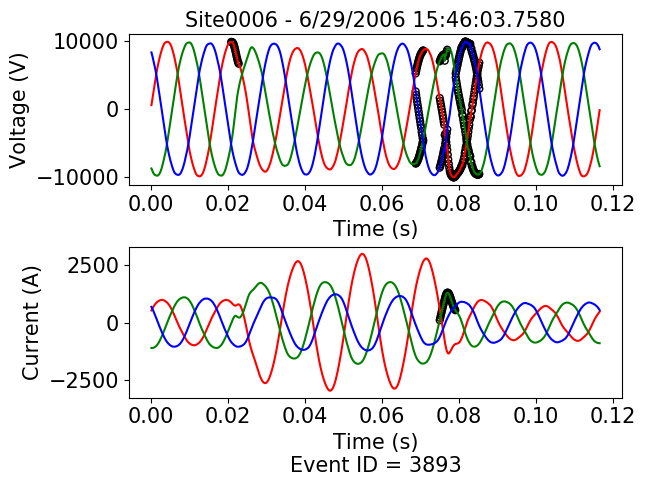 Site0006 - 6/29/2006 15:46:03.7580
10000
0
−10000
Voltage (V)
0.00 0.02 0.04 0.06 0.08 0.10 0.12
Time (s)
2500
0
−2500
Current (A)
0.00 0.02 0.04 0.06 0.08 0.10 0.12
Time (s)
Event ID = 3893